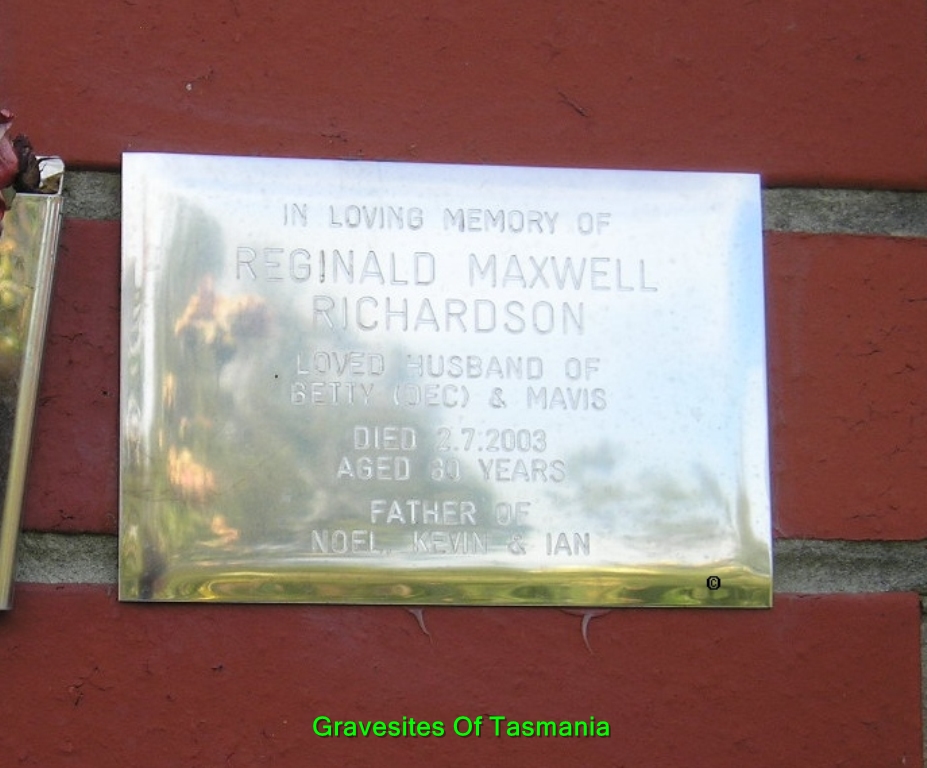 IN LOVING MEMORY OF
REGINALD MAXWELL
RICHARDSON
LOVED HUSBAND OF
BETTY (DEC) & MAVIS
DIED 2.7.2003
AGED 80 YEARS
FATHER OF
NOEL, KEVIN & IAN
©
Gravesites Of Tasmania